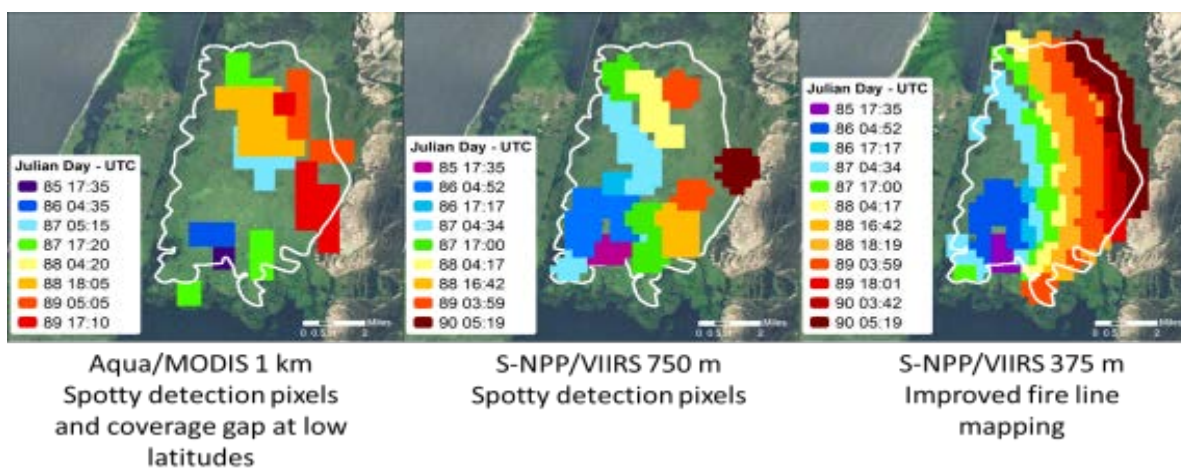 Julian Day - UTC
85 17:35
86 04:35
87 05:15
87 17:20
88 04:20
88 18:05
89 05:05
89 17:10
Miles
Julian Day - UTC
85 17:35
86 04:52
86 17:17
87 04:34
87 17:00
88 04:17
88 16:42
89 03:59
90 05:19
Miles
Julian Day - UTC
85 17:35
86 04:52
86 17:17
87 04:34
87 17:00
88 04:17
88 16:42
88 18:19
89 03:59
89 18:01
90 03:42
90 05:19
Miles
Aqua/MODIS 1 km
Spotty detection pixels
and coverage gap at low
latitudes
S-NPP/VIIRS 750 m
Spotty detection pixels
S-NPP/VIIRS 375 m
Improved fire line
mapping